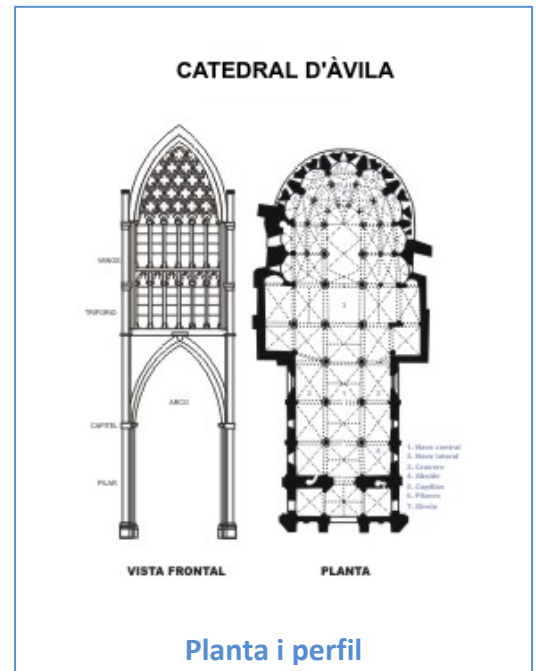 CATEDRAL D'ÀVILA
VANOS
TRIFORIO
ARCO
CAPITEL
PILAR
1. Nave central
2. Nave lateral
3. Crucero
4. Abside
5. Capillas
6. Pilares
7. Girola
VISTA FRONTAL
PLANTA
Planta i perfil